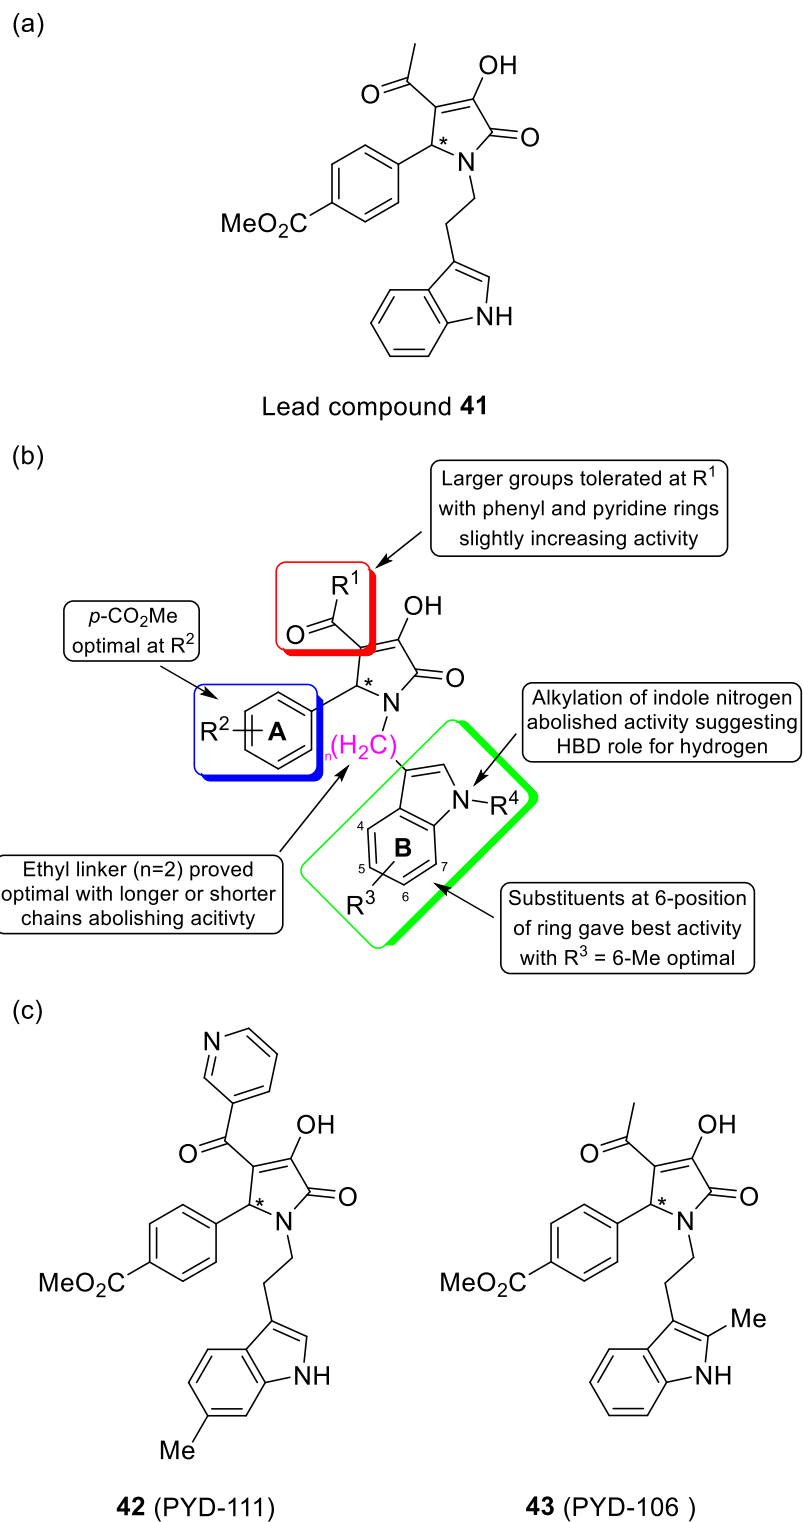 (a)
O
OH
O
*
N
MeO2C
NH
Lead compound 41
(b)
Larger groups tolerated at R1
with phenyl and pyridine rings
slightly increasing activity
p-CO2Me
optimal at R2
R1
O
OH
O
*
N
R2
A
n(H2C)
Alkylation of indole nitrogen
abolished activity suggesting
HBD role for hydrogen
N
R4
4
B
5
7
6
R3
Ethyl linker (n=2) proved
optimal with longer or shorter
chains abolishing acitivty
Substituents at 6-position
of ring gave best activity
with R3 = 6-Me optimal
(c)
N
O
OH
O
*
N
MeO2C
NH
Me
42 (PYD-111)
O
OH
O
*
N
MeO2C
Me
NH
43 (PYD-106 )